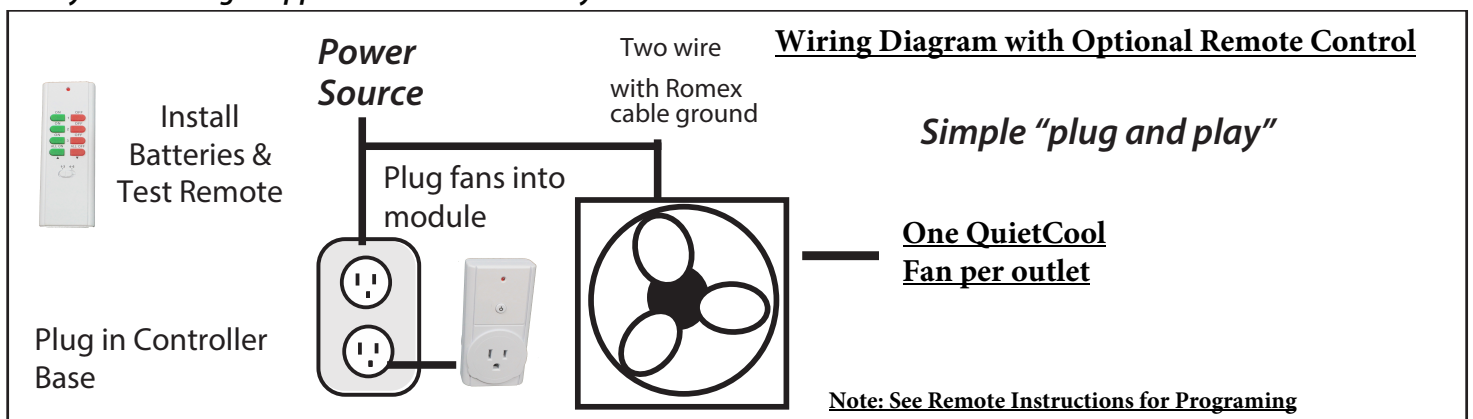 Wiring Diagram with Optional Remote Control
Power
Source
Two wire
with Romex
cable ground
Install
Batteries &
Test Remote
Simple “plug and play”
Plug fans into
module
One QuietCool
Fan per outlet
Plug in Controller
Base
Note: See Remote Instructions for Programing